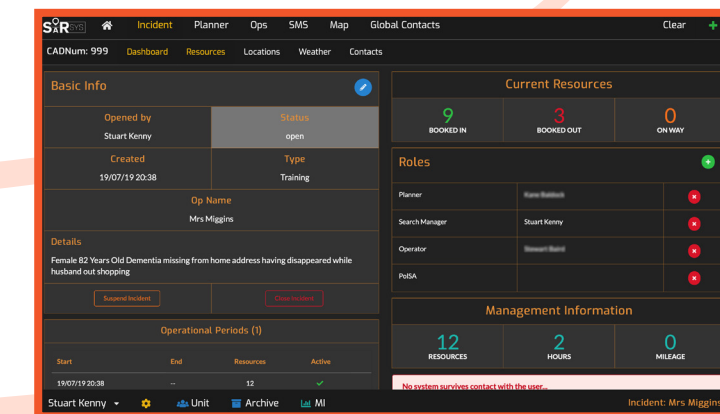 SARSYS Incident Planner Ops SMS Map Global Contacts Clear +
CADNum: 999 Dashboard Resources Locations Weather Contacts
Basic Info
Opened by Status
Stuart Kenny open
Created Type
19/07/19 20:38 Training
Op Name
Mrs Miggins
Details
Female 82 Years Old Dementia missing from home address having disappeared while
husband out shopping
Suspend Incident Close Incident
Operational Periods (1)
Start End Resources Active
19/07/19 20:38 -- 12
Current Resources
9 3 0
BOOKED IN BOOKED OUT ON WAY
Roles
Planner
Search Manager Stuart Kenny
Operator
PolSA
Management Information
12 2 0
RESOURCES HOURS MILEAGE
No system survives contact with the user...
Stuart Kenny Unit Archive MI Incident: Mrs Miggins